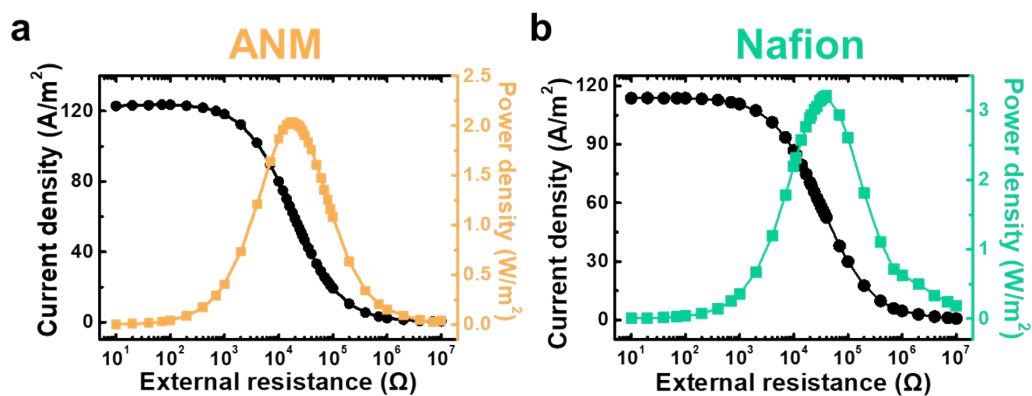 a
ANM
Current density (A/m²)
120
80
40
0
2.5
2.0
1.5
1.0
0.5
0.0
Power density (W/m²)
10¹ 10² 10³ 10⁴ 10⁵ 10⁶ 10⁷
External resistance (Ω)
b
Nafion
Current density (A/m²)
120
90
60
30
0
3
2
1
0
Power density (W/m²)
10¹ 10² 10³ 10⁴ 10⁵ 10⁶ 10⁷
External resistance (Ω)